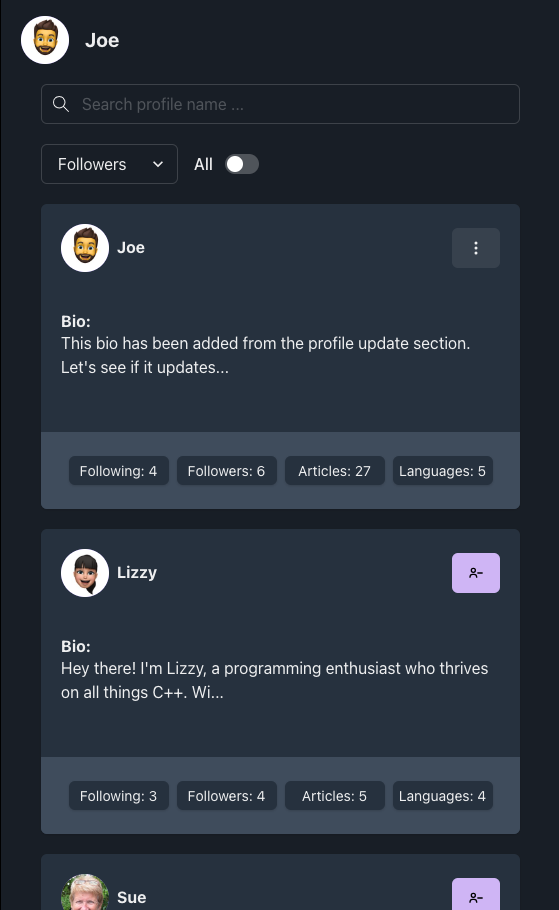 Joe
Search profile name ...
Followers All
Joe
Bio:
This bio has been added from the profile update section.
Let's see if it updates...
Following: 4 Followers: 6 Articles: 27 Languages: 5
Lizzy
Bio:
Hey there! I'm Lizzy, a programming enthusiast who thrives
on all things C++. Wi...
Following: 3 Followers: 4 Articles: 5 Languages: 4
Sue